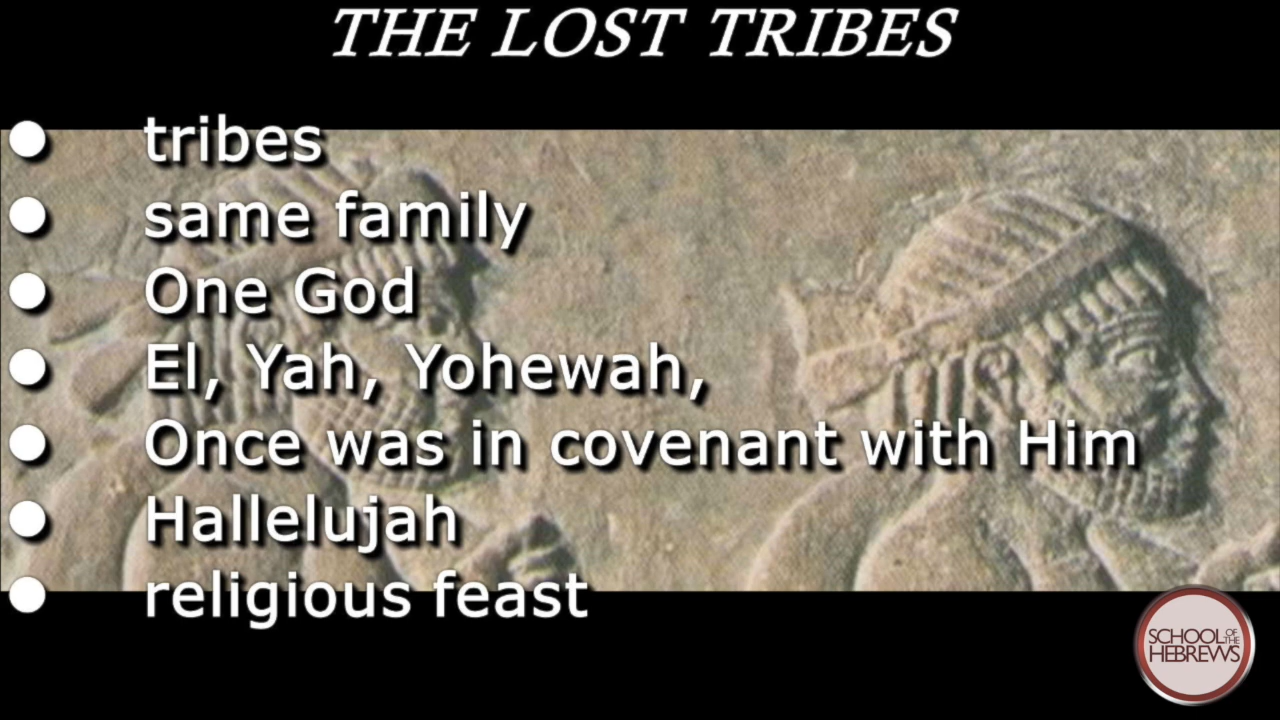 THE LOST TRIBES
● tribes
● same family
● One God
● El, Yah, Yohewah,
● Once was in covenant with Him
● Hallelujah
● religious feast
SCHOOL OF THE
HEBREWS